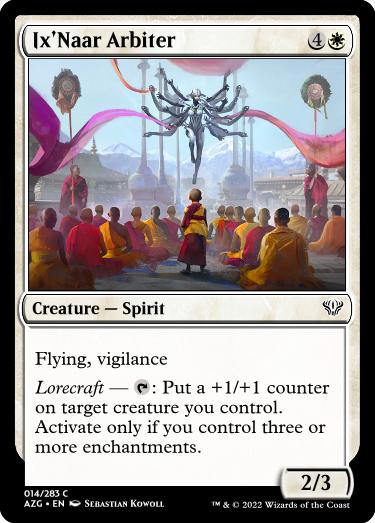 Ix'Naar Arbiter 4
Creature — Spirit
Flying, vigilance
Lorecraft — : Put a +1/+1 counter
on target creature you control.
Activate only if you control three or
more enchantments.
014/283 C
AZG • EN Sebastian Kowoll
™ & © 2022 Wizards of the Coast
2/3